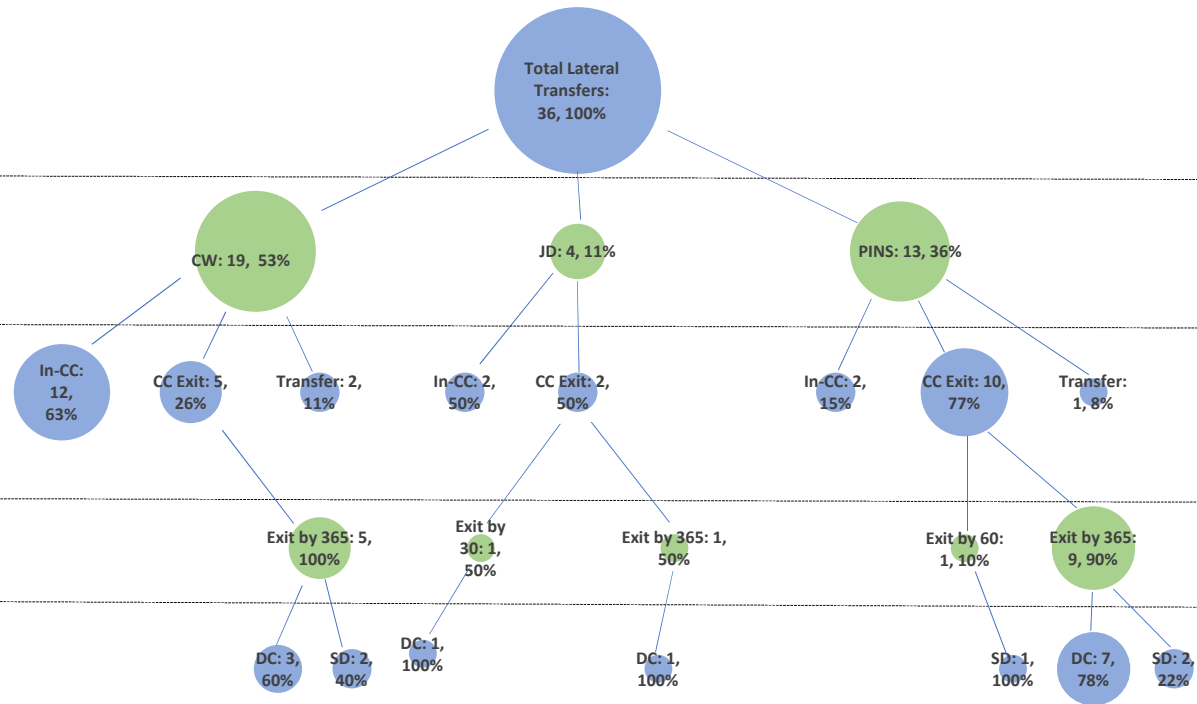 Total Lateral
Transfers:
36, 100%
CW: 19, 53%
JD: 4, 11%
PINS: 13, 36%
In-CC:
12,
63%
CC Exit: 5,
26%
Transfer: 2,
11%
In-CC: 2,
50%
CC Exit: 2,
50%
In-CC: 2,
15%
CC Exit: 10,
77%
Transfer:
1, 8%
Exit by 365: 5,
100%
Exit by
30: 1,
50%
Exit by 365: 1,
50%
Exit by 60:
1, 10%
Exit by 365:
9, 90%
DC: 3,
60%
SD: 2,
40%
DC: 1,
100%
DC: 1,
100%
SD: 1,
100%
DC: 7,
78%
SD: 2,
22%